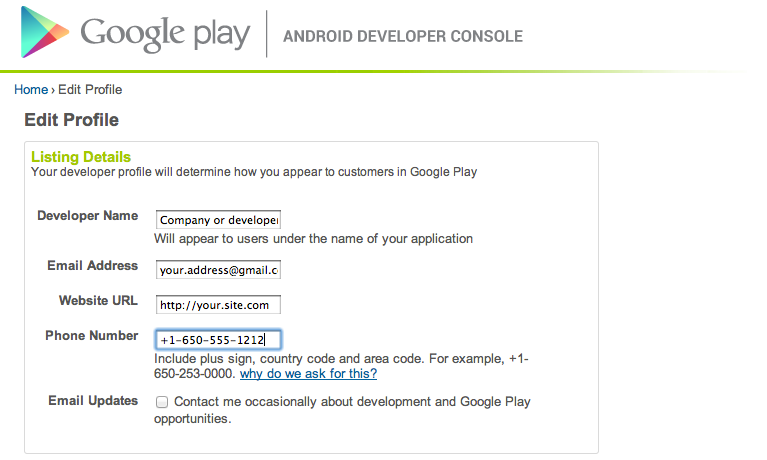 Google play
ANDROID DEVELOPER CONSOLE
Home › Edit Profile
Edit Profile
Listing Details
Your developer profile will determine how you appear to customers in Google Play
Developer Name
Company or develope
Will appear to users under the name of your application
Email Address
your.address@gmail.c
Website URL
http://your.site.com
Phone Number
+1-650-555-1212
Include plus sign, country code and area code. For example, +1-
650-253-0000. why do we ask for this?
Email Updates
Contact me occasionally about development and Google Play
opportunities.